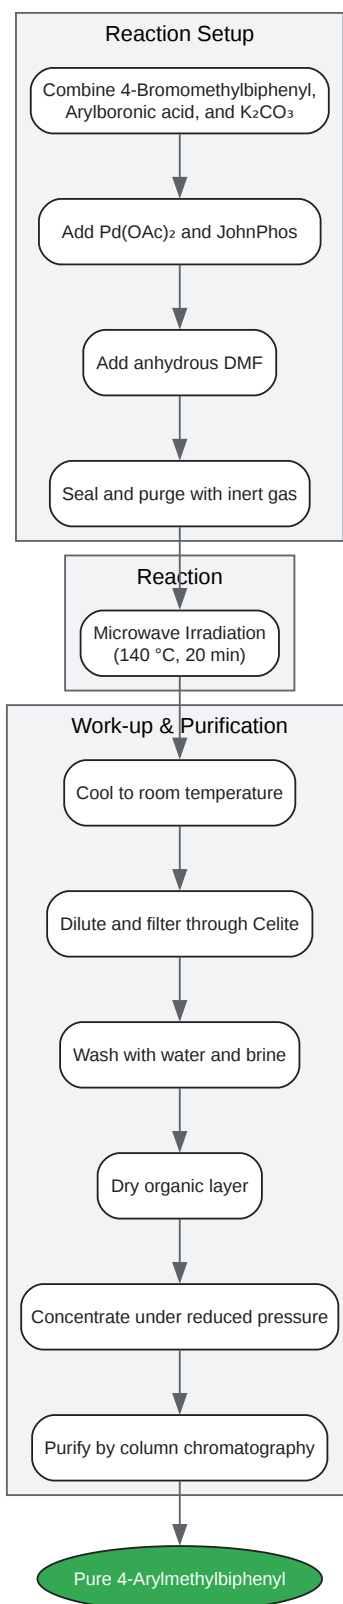 Reaction Setup
Combine 4-Bromomethylbiphenyl,
Arylboronic acid, and K₂CO₃
Add Pd(OAc)₂ and JohnPhos
Add anhydrous DMF
Seal and purge with inert gas
Reaction
Microwave Irradiation
(140 °C, 20 min)
Work-up & Purification
Cool to room temperature
Dilute and filter through Celite
Wash with water and brine
Dry organic layer
Concentrate under reduced pressure
Purify by column chromatography
Pure 4-Arylmethylbiphenyl